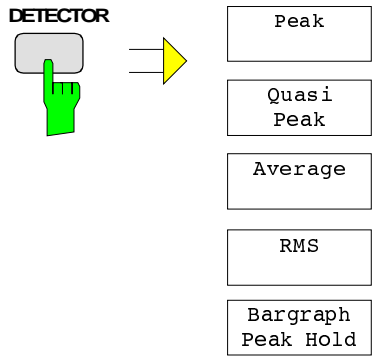 DETECTOR
Peak
Quasi
Peak
Average
RMS
Bargraph
Peak Hold